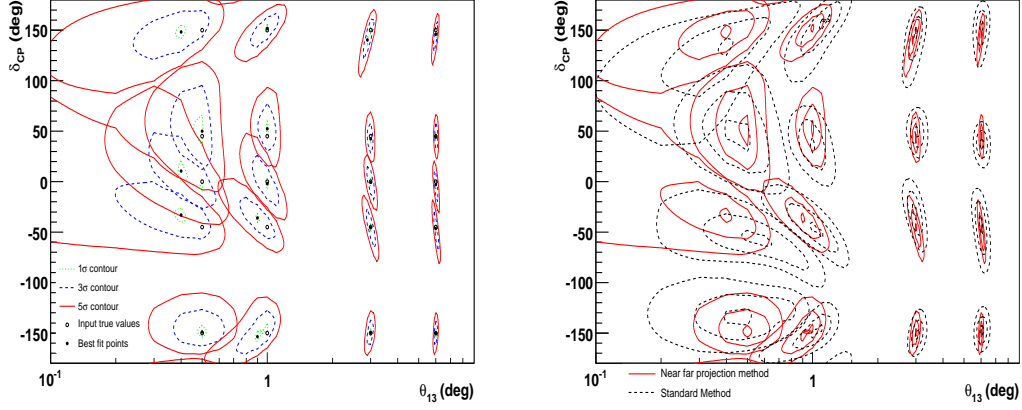 δCP (deg)
150
100
50
0
-50
-100
-150
1σ contour
3σ contour
5σ contour
Input true values
Best fit points
10-1
1
θ13 (deg)
δCP (deg)
150
100
50
0
-50
-100
-150
10-1
1
θ13 (deg)
Near far projection method
Standard Method